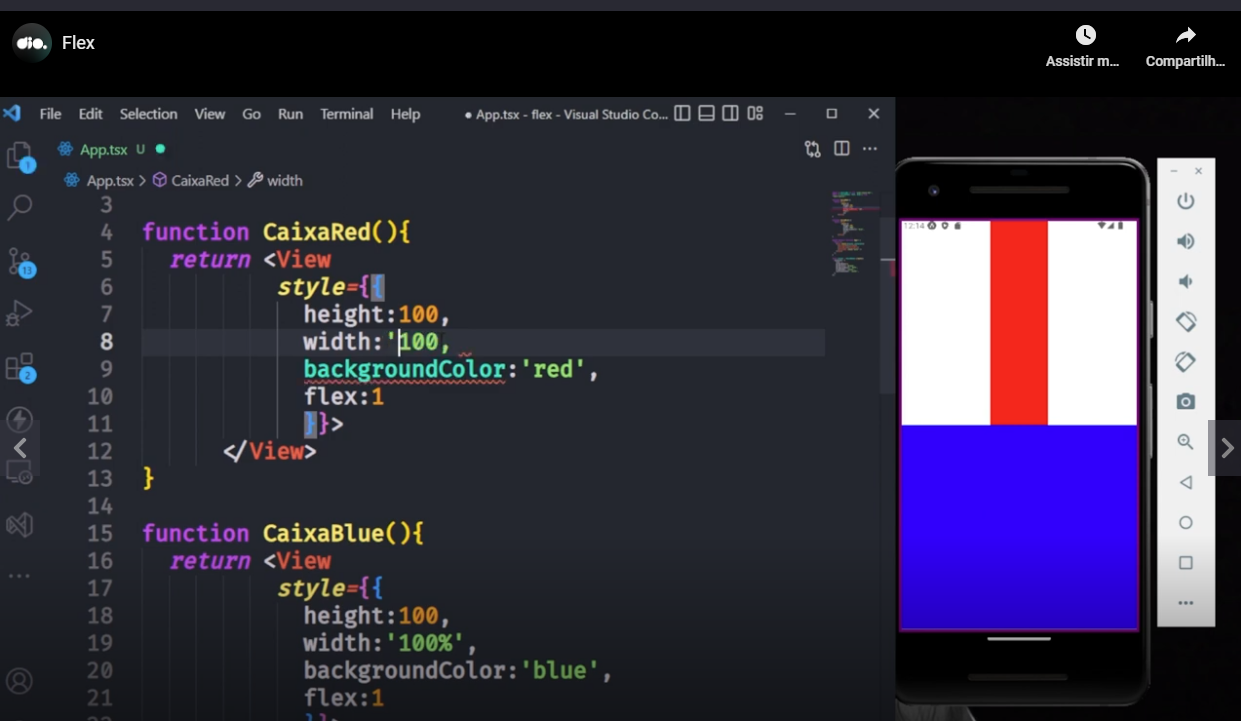 dio.
Flex
Assistir m...
Compartilh...
File Edit Selection View Go Run Terminal Help
● App.tsx - flex - Visual Studio Co...
App.tsx U
App.tsx > CaixaRed > width
3
4 function CaixaRed(){
5 return <View
6 style={{
7 height:100,
8 width:'100,
9 backgroundColor:'red',
10 flex:1
11 }}>
12 </View>
13 }
14
15 function CaixaBlue(){
16 return <View
17 style={{
18 height:100,
19 width:'100%',
20 backgroundColor:'blue',
21 flex:1
1
13
2
12:14